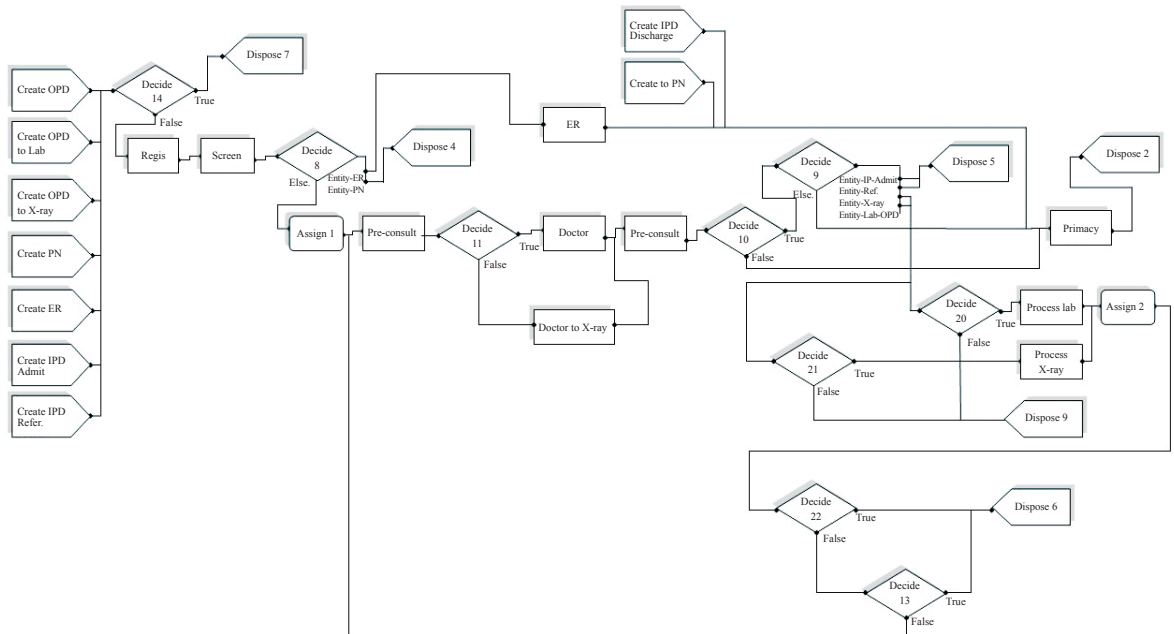 Create OPD
Create OPD
to Lab
Create OPD
to X-ray
Create PN
Create ER
Create IPD
Admit
Create IPD
Refer.
Decide
14
True
False
Dispose 7
Regis
Screen
Decide
8
Else.
Entity-ER
Entity-PN
Dispose 4
Assign 1
Pre-consult
Decide
11
True
False
Doctor
Doctor to X-ray
Pre-consult
Decide
10
True
False
ER
Create IPD
Discharge
Create to PN
Decide
9
Else.
Entity-IP-Admit
Entity-Ref.
Entity-X-ray
Entity-Lab-OPD
Dispose 5
Dispose 2
Primacy
Decide
20
True
False
Process lab
Assign 2
Decide
21
True
False
Process
X-ray
Dispose 9
Decide
22
True
False
Dispose 6
Decide
13
True
False